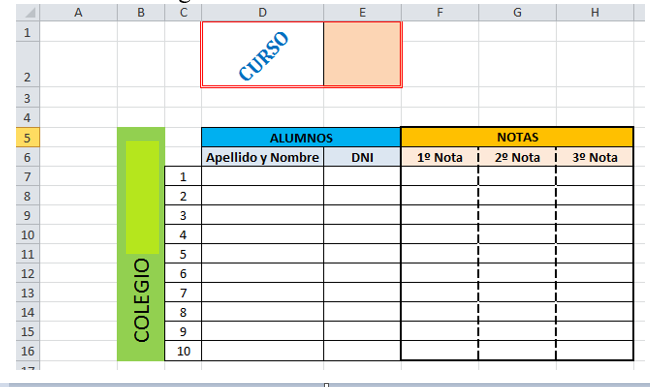 A B C D E F G H
1
CURSO
2
3
4
5 ALUMNOS NOTAS
6 Apellido y Nombre DNI 1º Nota 2º Nota 3º Nota
7 1
8 2
9 3
10 4
11 5
12 6
13 7
14 8
15 9
16 10
COLEGIO